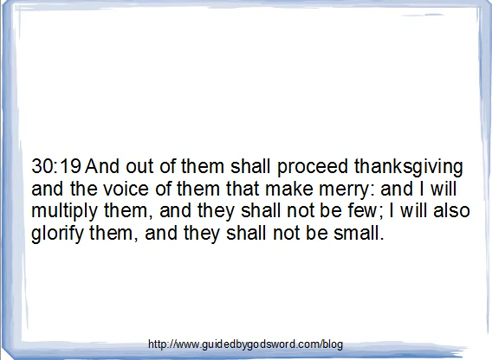 30:19 And out of them shall proceed thanksgiving
and the voice of them that make merry: and I will
multiply them, and they shall not be few; I will also
glorify them, and they shall not be small.
http://www.guidedbygodsword.com/blog